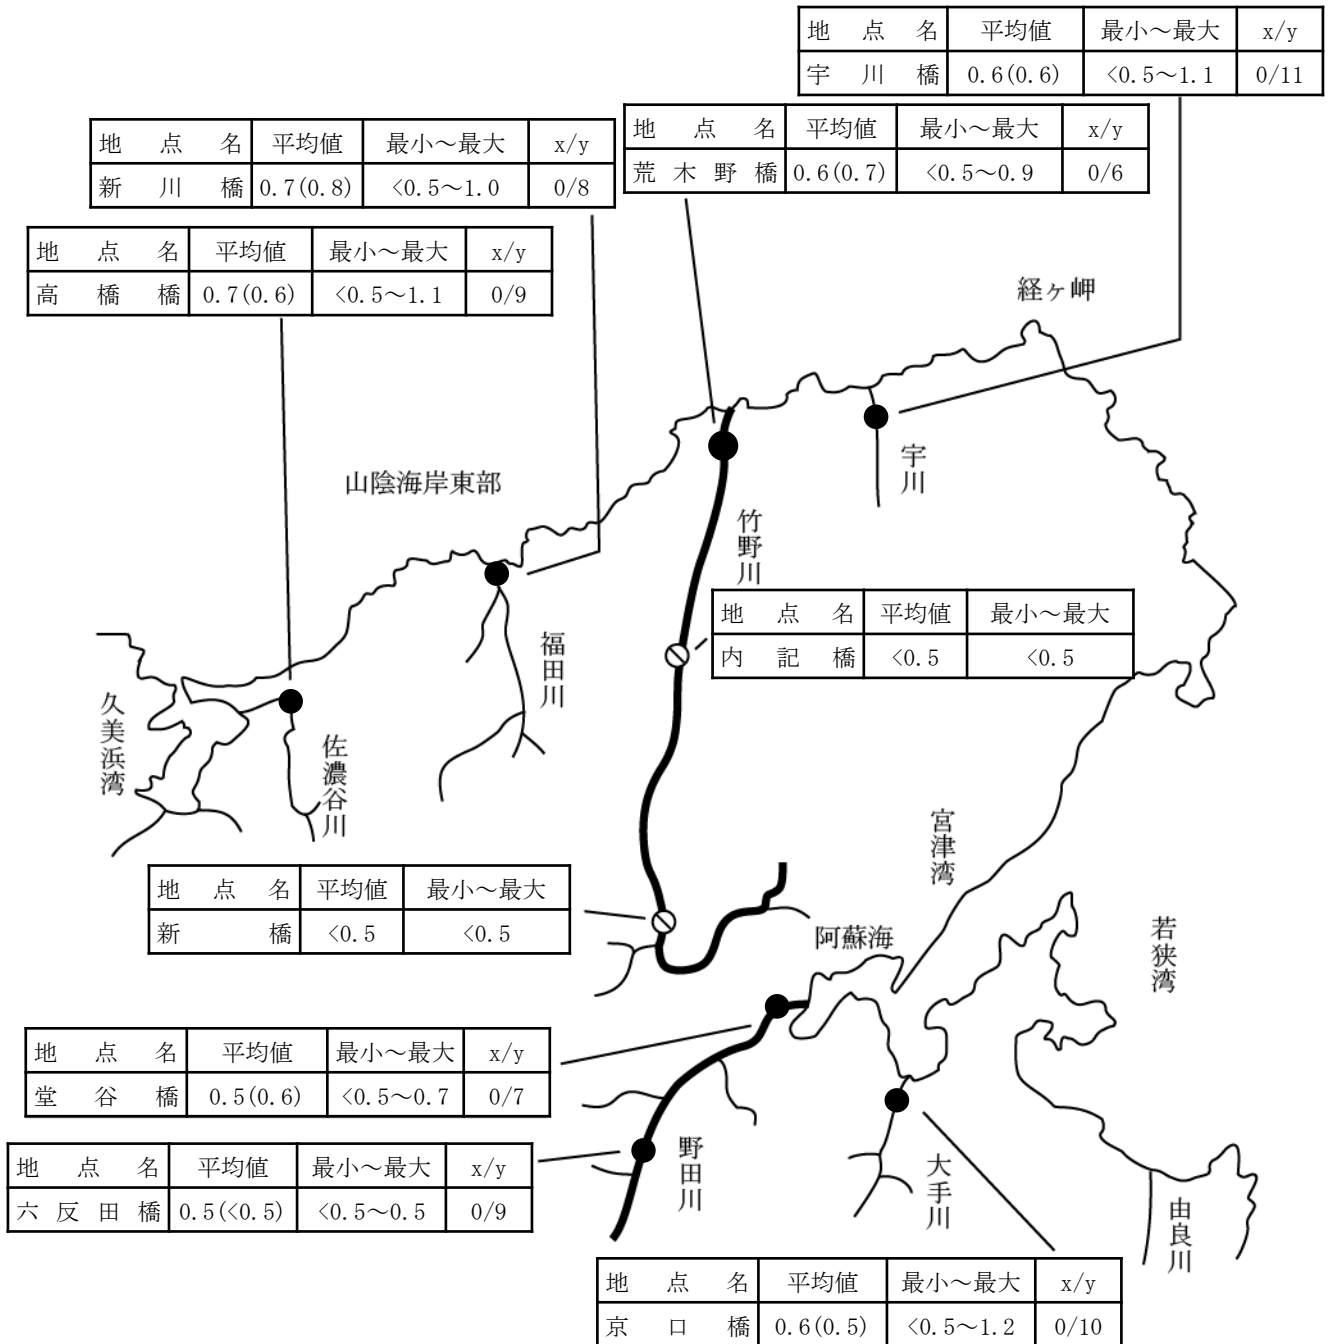 地点名 平均値 最小～最大 x/y
宇川橋 0.6(0.6) <0.5～1.1 0/11
地点名 平均値 最小～最大 x/y
荒木野橋 0.6(0.7) <0.5～0.9 0/6
地点名 平均値 最小～最大 x/y
新川橋 0.7(0.8) <0.5～1.0 0/8
地点名 平均値 最小～最大 x/y
高橋橋 0.7(0.6) <0.5～1.1 0/9
経ヶ岬
山陰海岸東部
宇川
竹野川
地点名 平均値 最小～最大
内記橋 <0.5 <0.5
福田川
久美浜湾
佐濃谷川
宮津湾
地点名 平均値 最小～最大
新橋 <0.5 <0.5
阿蘇海
若狭湾
地点名 平均値 最小～最大 x/y
堂谷橋 0.5(0.6) <0.5～0.7 0/7
地点名 平均値 最小～最大 x/y
六反田橋 0.5(<0.5) <0.5～0.5 0/9
野田川
大手川
由良川
地点名 平均値 最小～最大 x/y
京口橋 0.6(0.5) <0.5～1.2 0/10